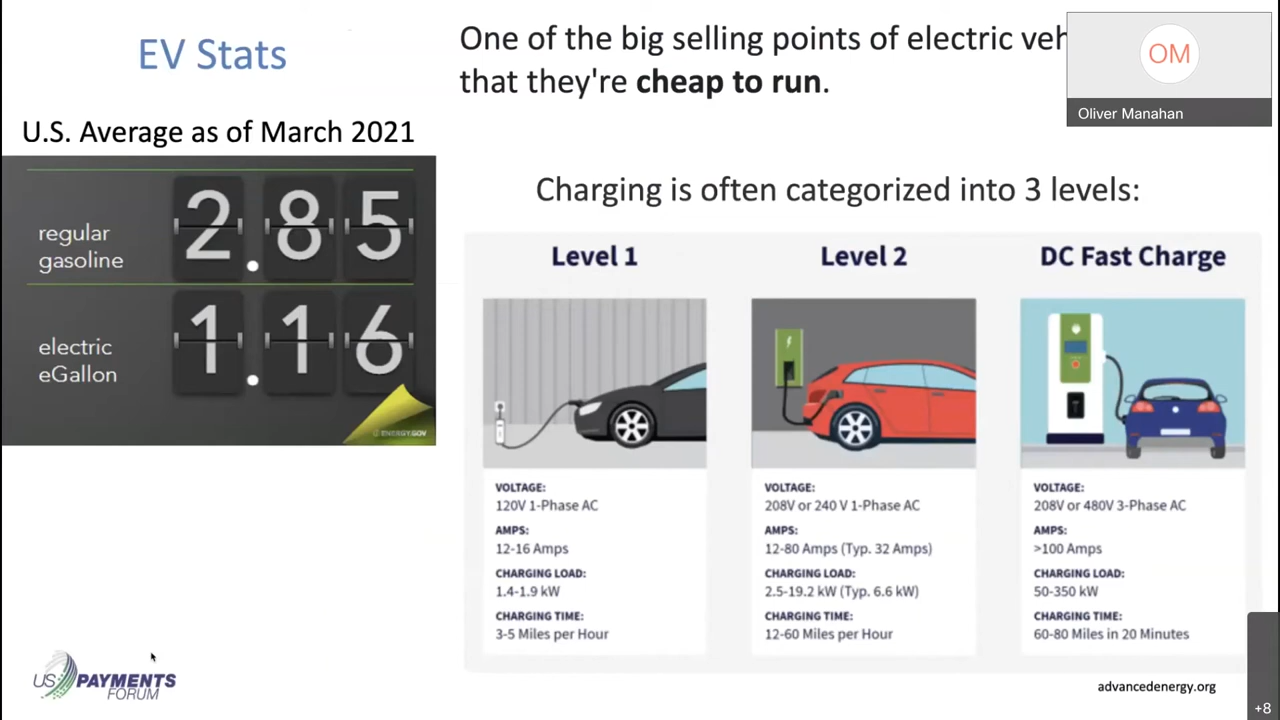 EV Stats
One of the big selling points of electric veh
that they're cheap to run.
OM
Oliver Manahan
U.S. Average as of March 2021
regular
gasoline
2.85
electric
eGallon
1.16
ENERGY.GOV
Charging is often categorized into 3 levels:
Level 1
VOLTAGE:
120V 1-Phase AC
AMPS:
12-16 Amps
CHARGING LOAD:
1.4-1.9 kW
CHARGING TIME:
3-5 Miles per Hour
Level 2
VOLTAGE:
208V or 240 V 1-Phase AC
AMPS:
12-80 Amps (Typ. 32 Amps)
CHARGING LOAD:
2.5-19.2 kW (Typ. 6.6 kW)
CHARGING TIME:
12-60 Miles per Hour
DC Fast Charge
VOLTAGE:
208V or 480V 3-Phase AC
AMPS:
>100 Amps
CHARGING LOAD:
50-350 kW
CHARGING TIME:
60-80 Miles in 20 Minutes
US PAYMENTS
FORUM
advancedenergy.org
+8